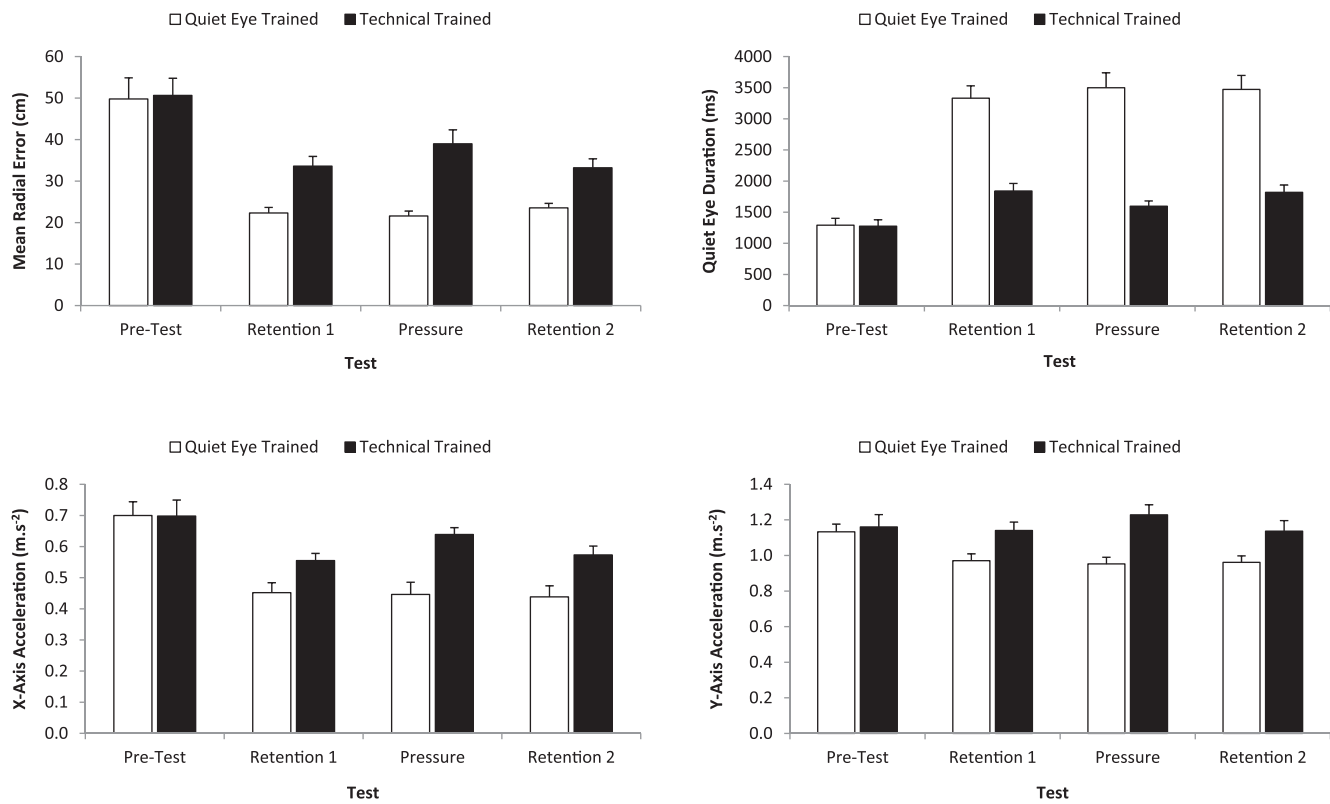 Quiet Eye Trained Technical Trained
60
50
40
30
20
10
0
Mean Radial Error (cm)
Pre-Test Retention 1 Pressure Retention 2
Test
Quiet Eye Trained Technical Trained
4000
3500
3000
2500
2000
1500
1000
500
0
Quiet Eye Duration (ms)
Pre-Test Retention 1 Pressure Retention 2
Test
Quiet Eye Trained Technical Trained
0.8
0.7
0.6
0.5
0.4
0.3
0.2
0.1
0.0
X-Axis Acceleration (m.s⁻²)
Pre-Test Retention 1 Pressure Retention 2
Test
Quiet Eye Trained Technical Trained
1.4
1.2
1.0
0.8
0.6
0.4
0.2
0.0
Y-Axis Acceleration (m.s⁻²)
Pre-Test Retention 1 Pressure Retention 2
Test